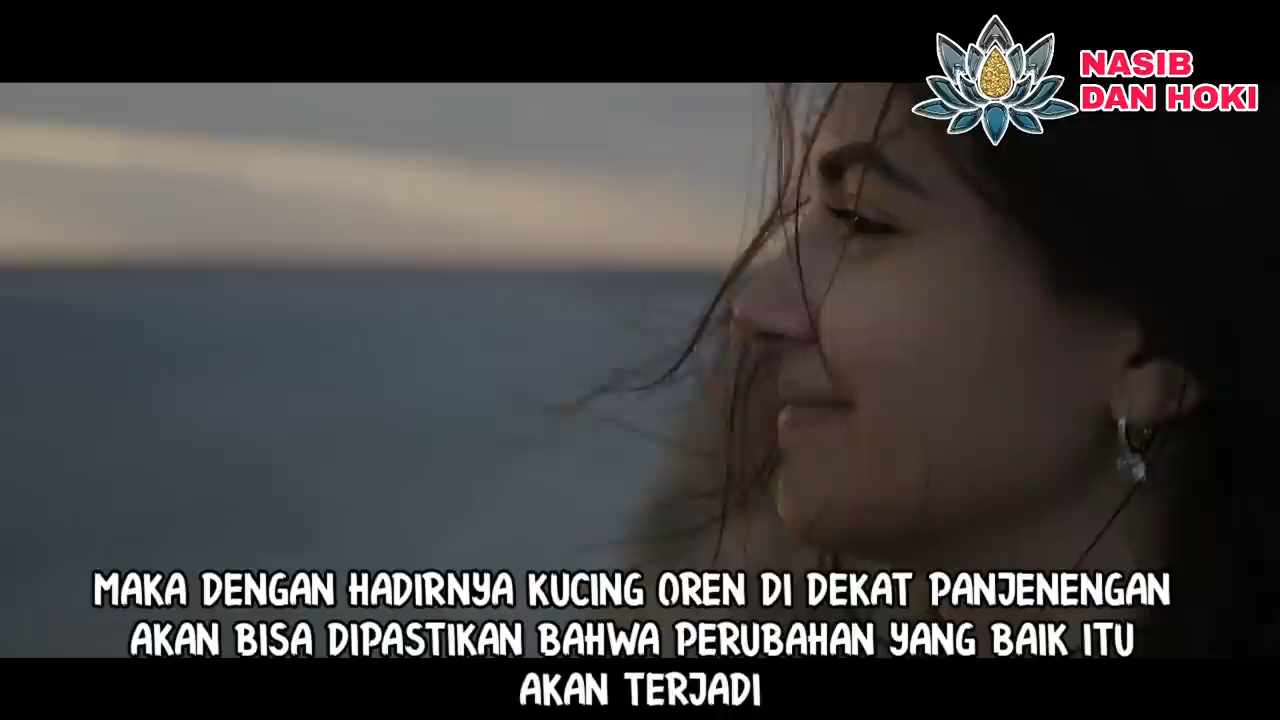 NASIB
DAN HOKI
MAKA DENGAN HADIRNYA KUCING OREN DI DEKAT PANJENENGAN
AKAN BISA DIPASTIKAN BAHWA PERUBAHAN YANG BAIK ITU
AKAN TERJADI